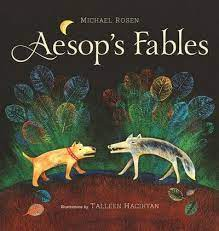 MICHAEL ROSEN
Aesop's Fables
Illustrations by TALLEEN HACIKYAN